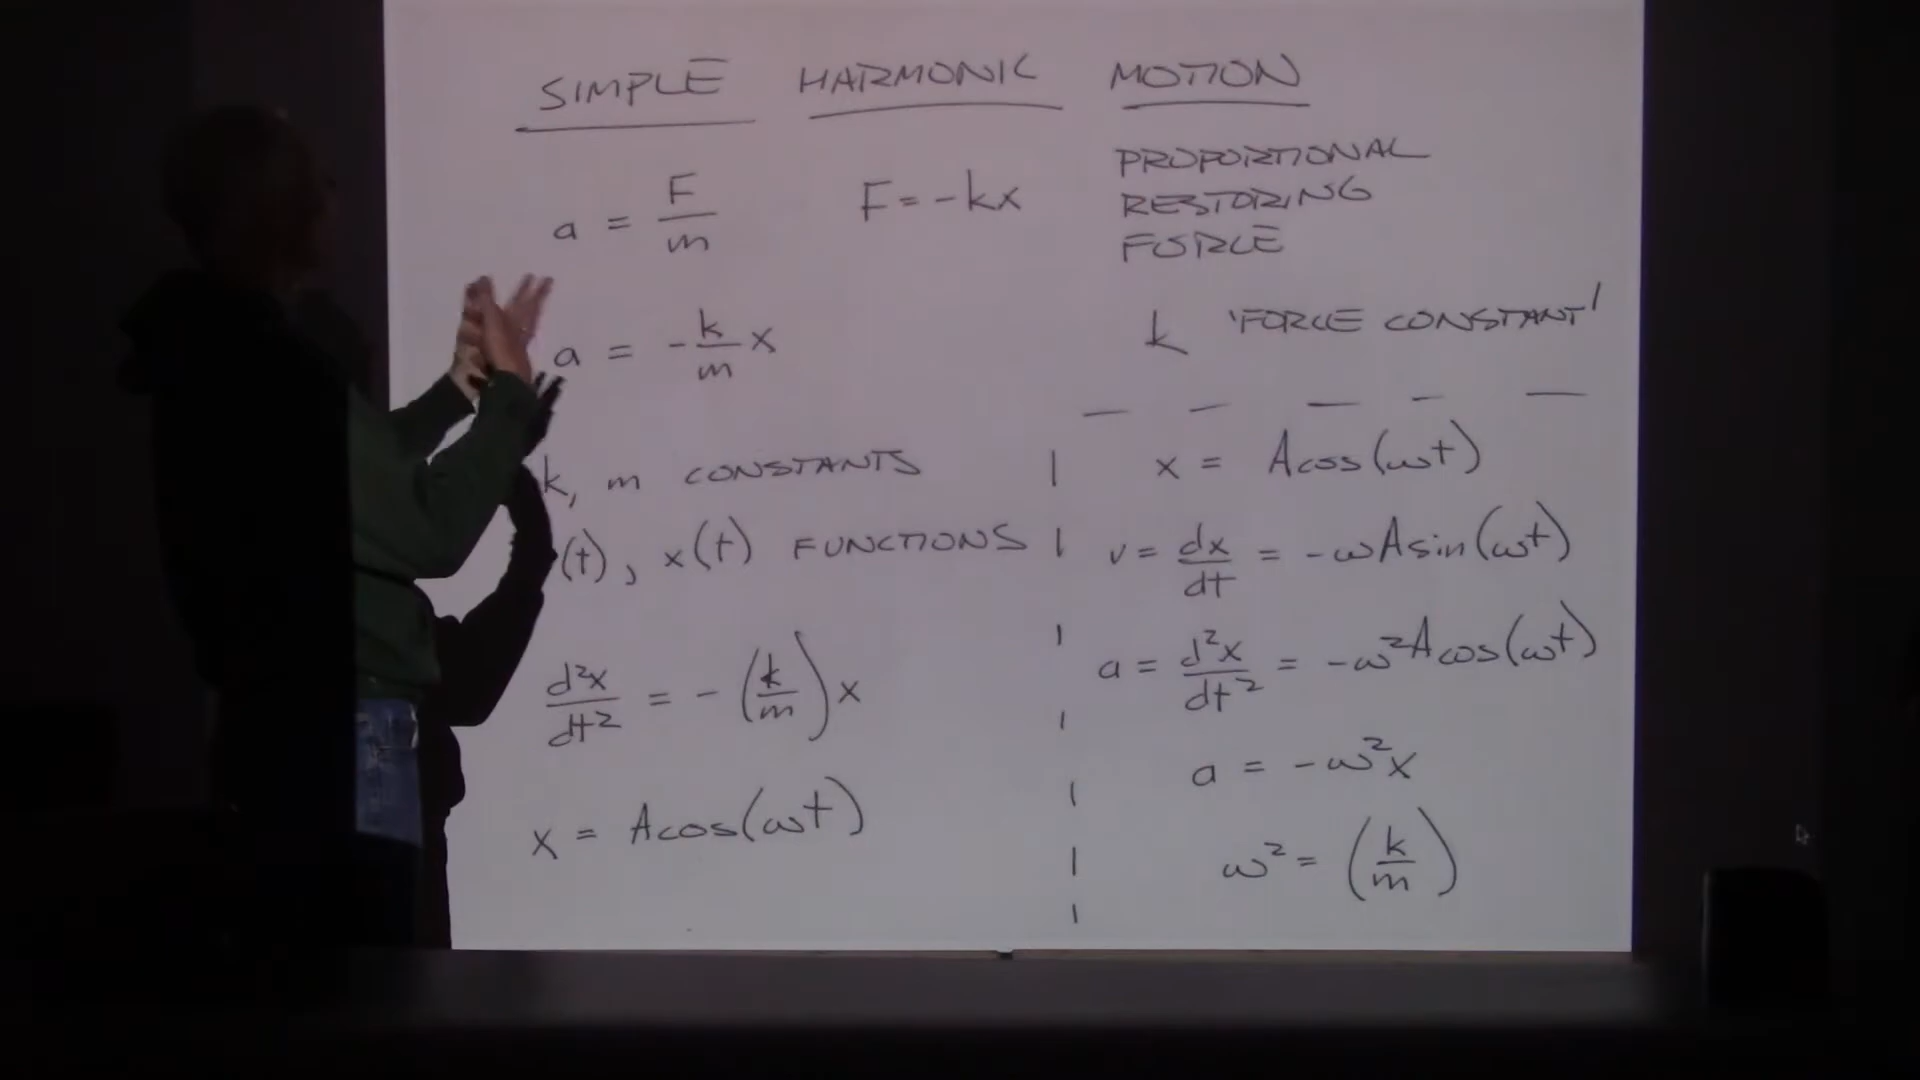 SIMPLE HARMONIC MOTION
a = F/m
F = -kx
PROPORTIONAL
RESTORING
FORCE
a = -k/m x
k 'FORCE CONSTANT'
k, m CONSTANTS
(t), x(t) FUNCTIONS
d²x/dt² = -(k/m)x
x = Acos(ωt)
x = Acos(ωt)
v = dx/dt = -ωAsin(ωt)
a = d²x/dt² = -ω²Acos(ωt)
a = -ω²x
ω² = (k/m)